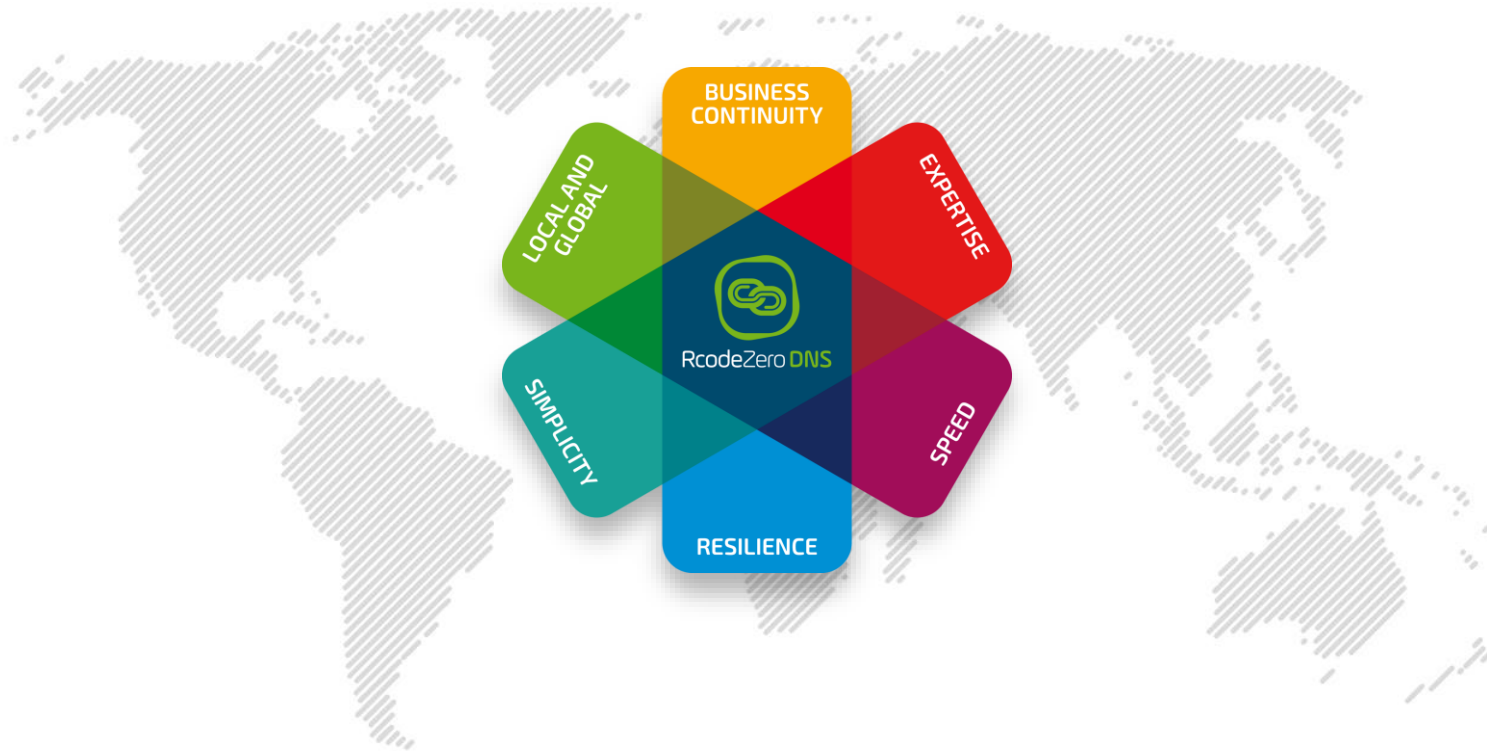 BUSINESS
CONTINUITY
EXPERTISE
SPEED
RESILIENCE
SIMPLICITY
LOCAL AND
GLOBAL
RcodeZero DNS